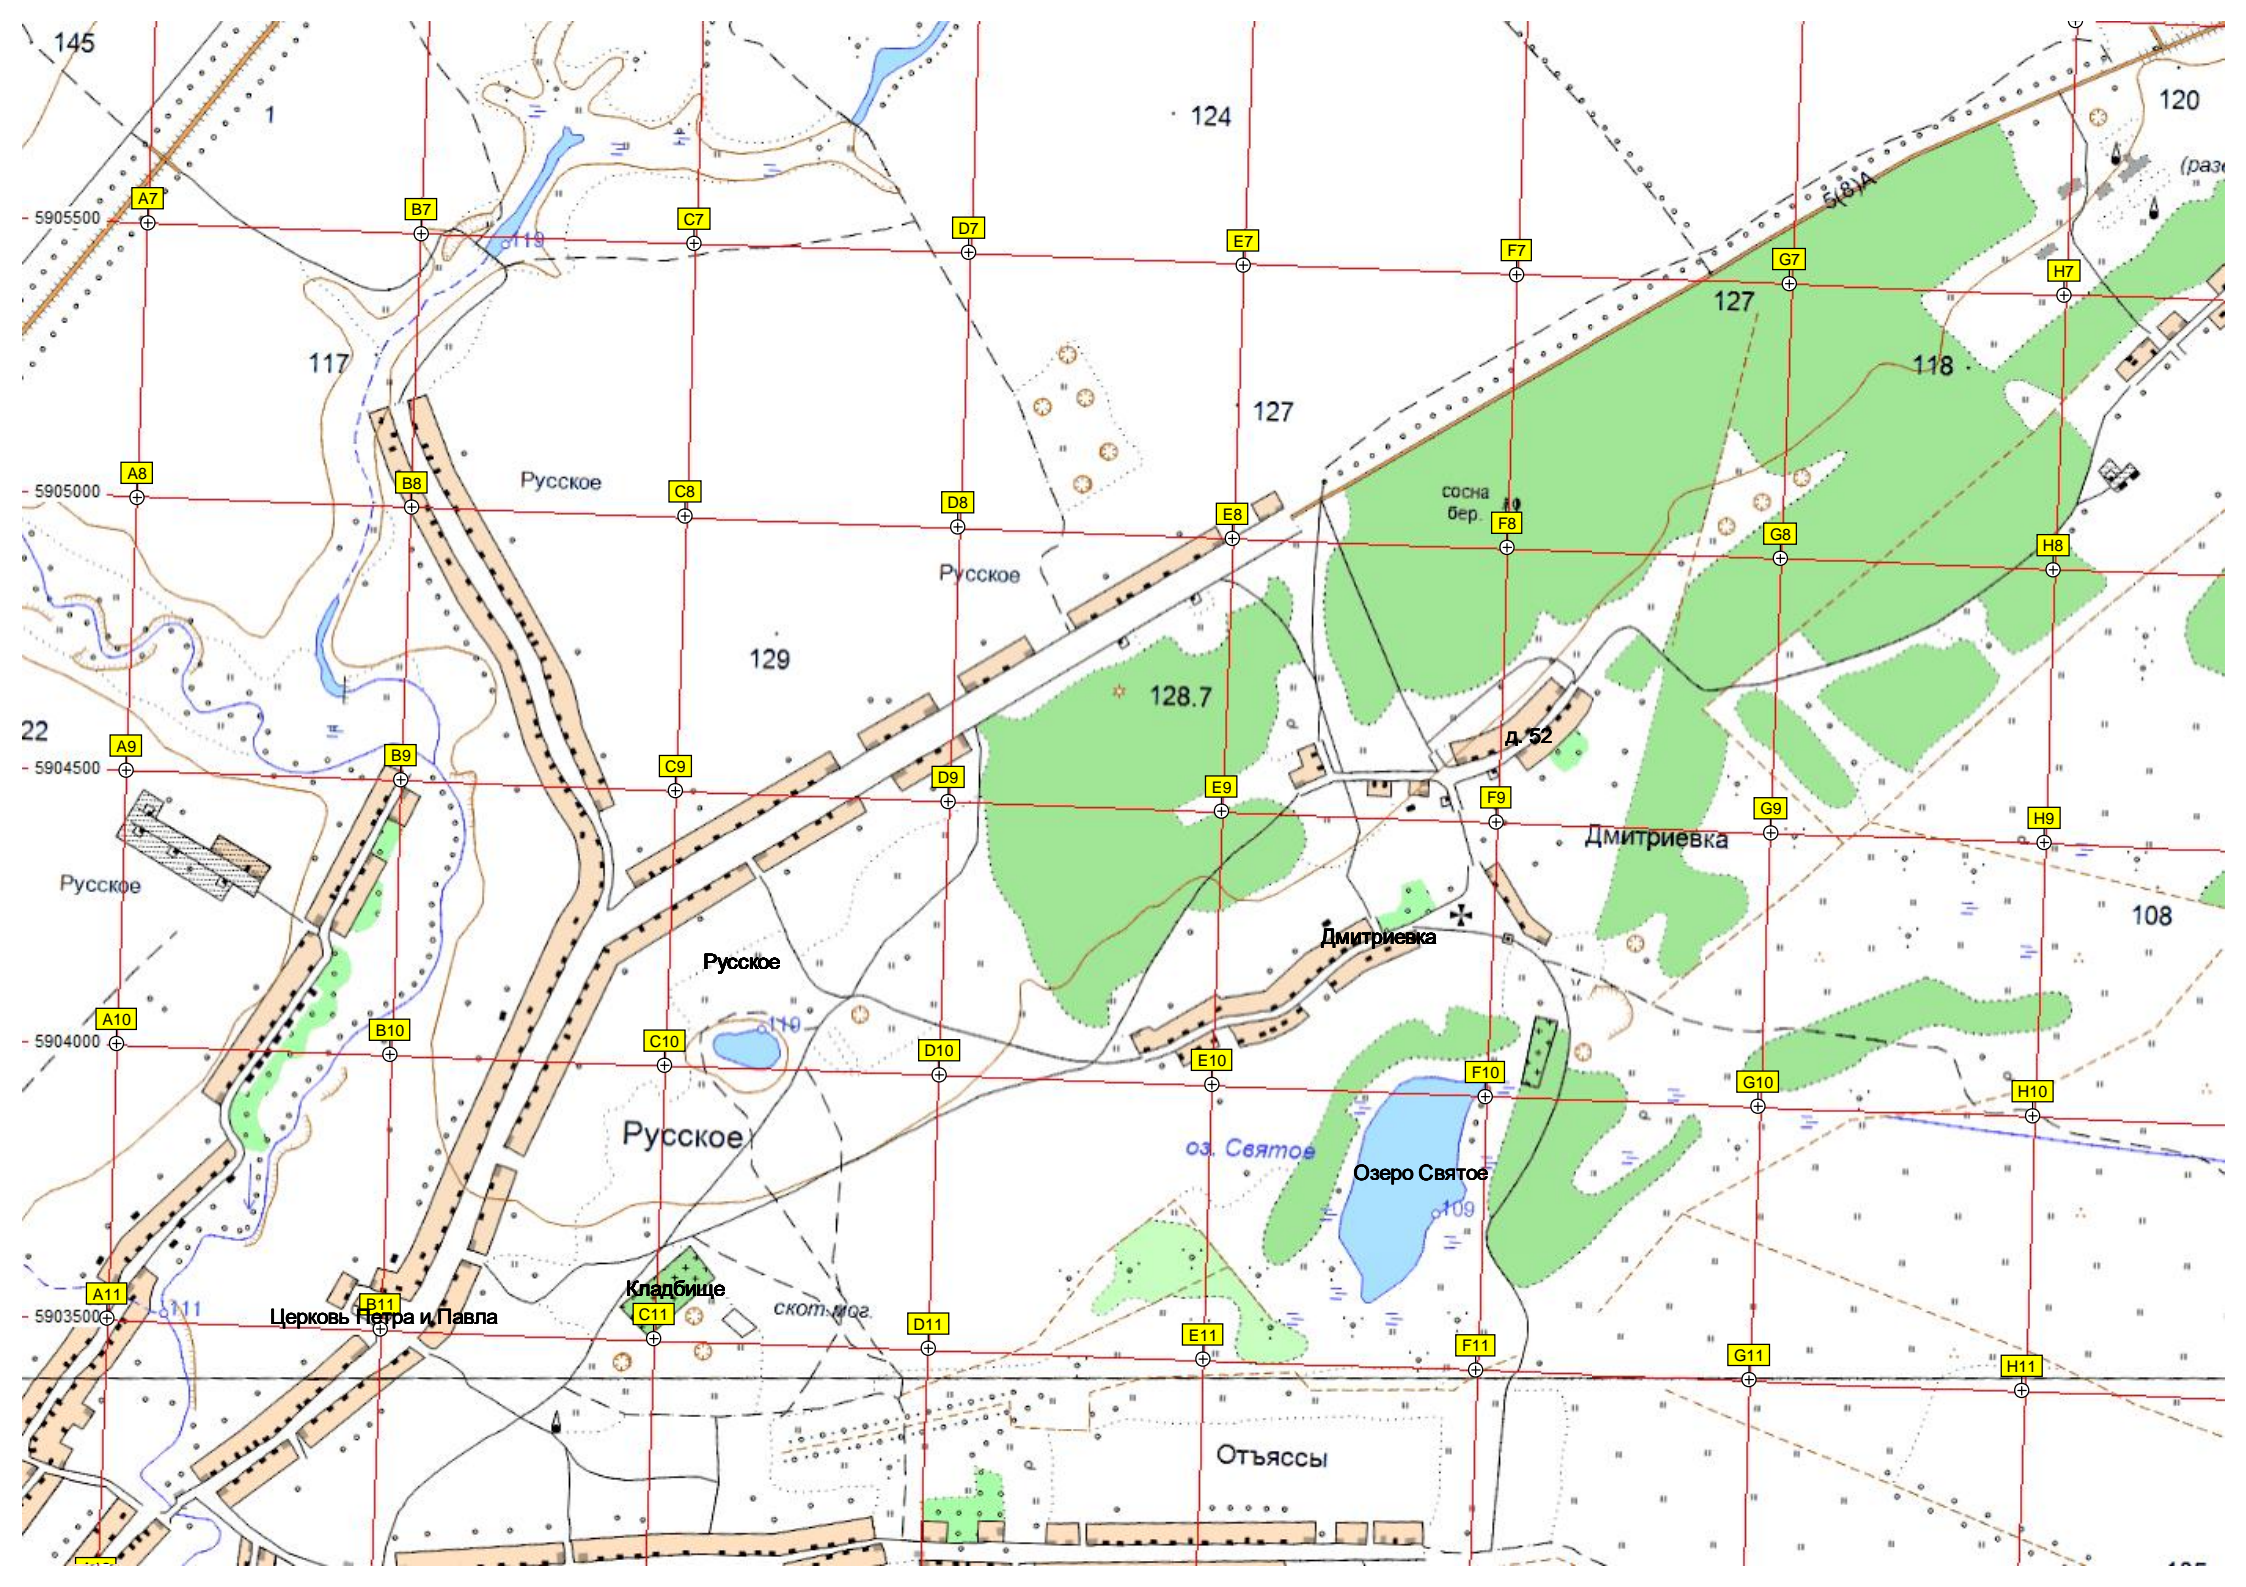 145
1
124
120
(разе
5(8)А
A7
B7
C7
D7
E7
F7
G7
H7
5905500
119
117
127
127
118
A8
B8
C8
D8
E8
F8
G8
H8
5905000
Русское
сосна
бер.
Русское
129
128.7
22
д. 52
A9
B9
C9
D9
E9
F9
G9
H9
5904500
Дмитриевка
Русское
108
Дмитриевка
Русское
110
A10
B10
C10
D10
E10
F10
G10
H10
5904000
Русское
оз. Святое
Озеро Святое
109
Кладбище
скот.мог.
111
Церковь Петра и Павла
A11
B11
C11
D11
E11
F11
G11
H11
5903500
Отъяссы